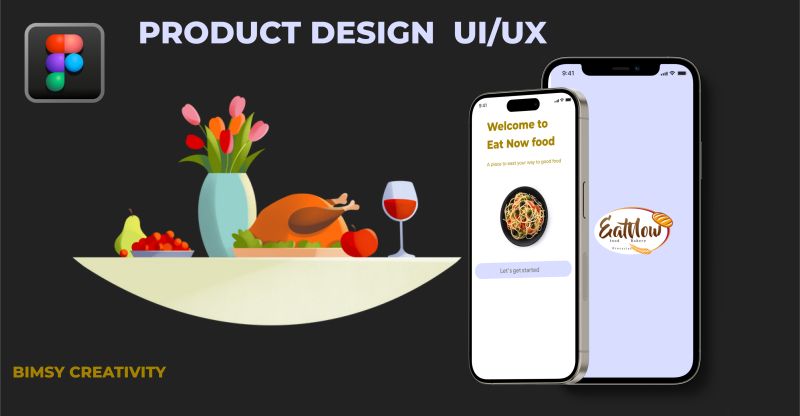 PRODUCT DESIGN UI/UX
9:41
9:41
Welcome to
Eat Now food
A place to east your way to good food
Let's get started
EatNow
food Bakery
BIMSY CREATIVITY